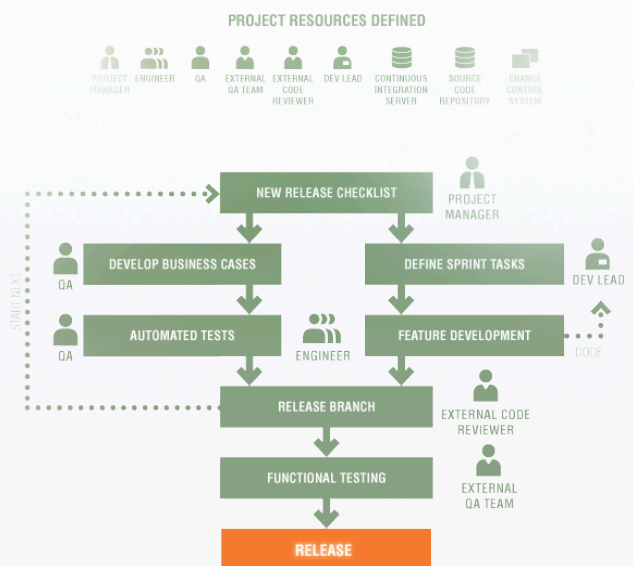 PROJECT RESOURCES DEFINED
PROJECT
MANAGER
ENGINEER
QA
EXTERNAL
QA TEAM
EXTERNAL
CODE
REVIEWER
DEV LEAD
CONTINUOUS
INTEGRATION
SERVER
SOURCE
CODE
REPOSITORY
CHANGE
CONTROL
SYSTEM
NEW RELEASE CHECKLIST
PROJECT
MANAGER
QA
DEVELOP BUSINESS CASES
DEFINE SPRINT TASKS
DEV LEAD
START NEXT
QA
AUTOMATED TESTS
ENGINEER
FEATURE DEVELOPMENT
CODE
RELEASE BRANCH
EXTERNAL CODE
REVIEWER
FUNCTIONAL TESTING
EXTERNAL
QA TEAM
RELEASE